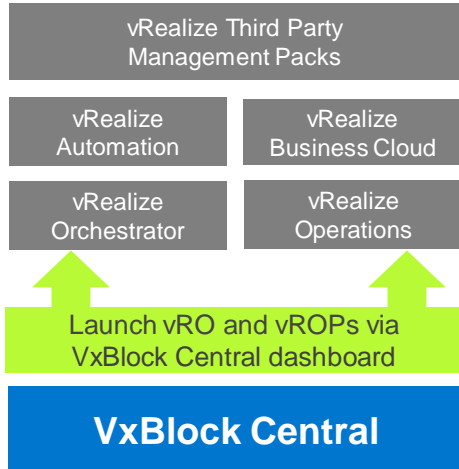 vRealize Third Party
Management Packs
vRealize
Automation
vRealize
Business Cloud
vRealize
Orchestrator
vRealize
Operations
Launch vRO and vROPs via
VxBlock Central dashboard
VxBlock Central